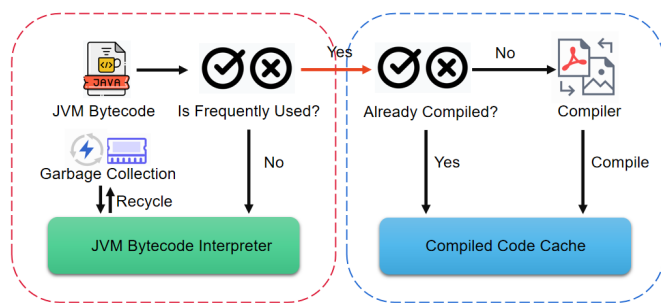 Yes
No
JAVA
JVM Bytecode
Is Frequently Used?
Already Compiled?
Compiler
No
Yes
Compile
Garbage Collection
Recycle
JVM Bytecode Interpreter
Compiled Code Cache